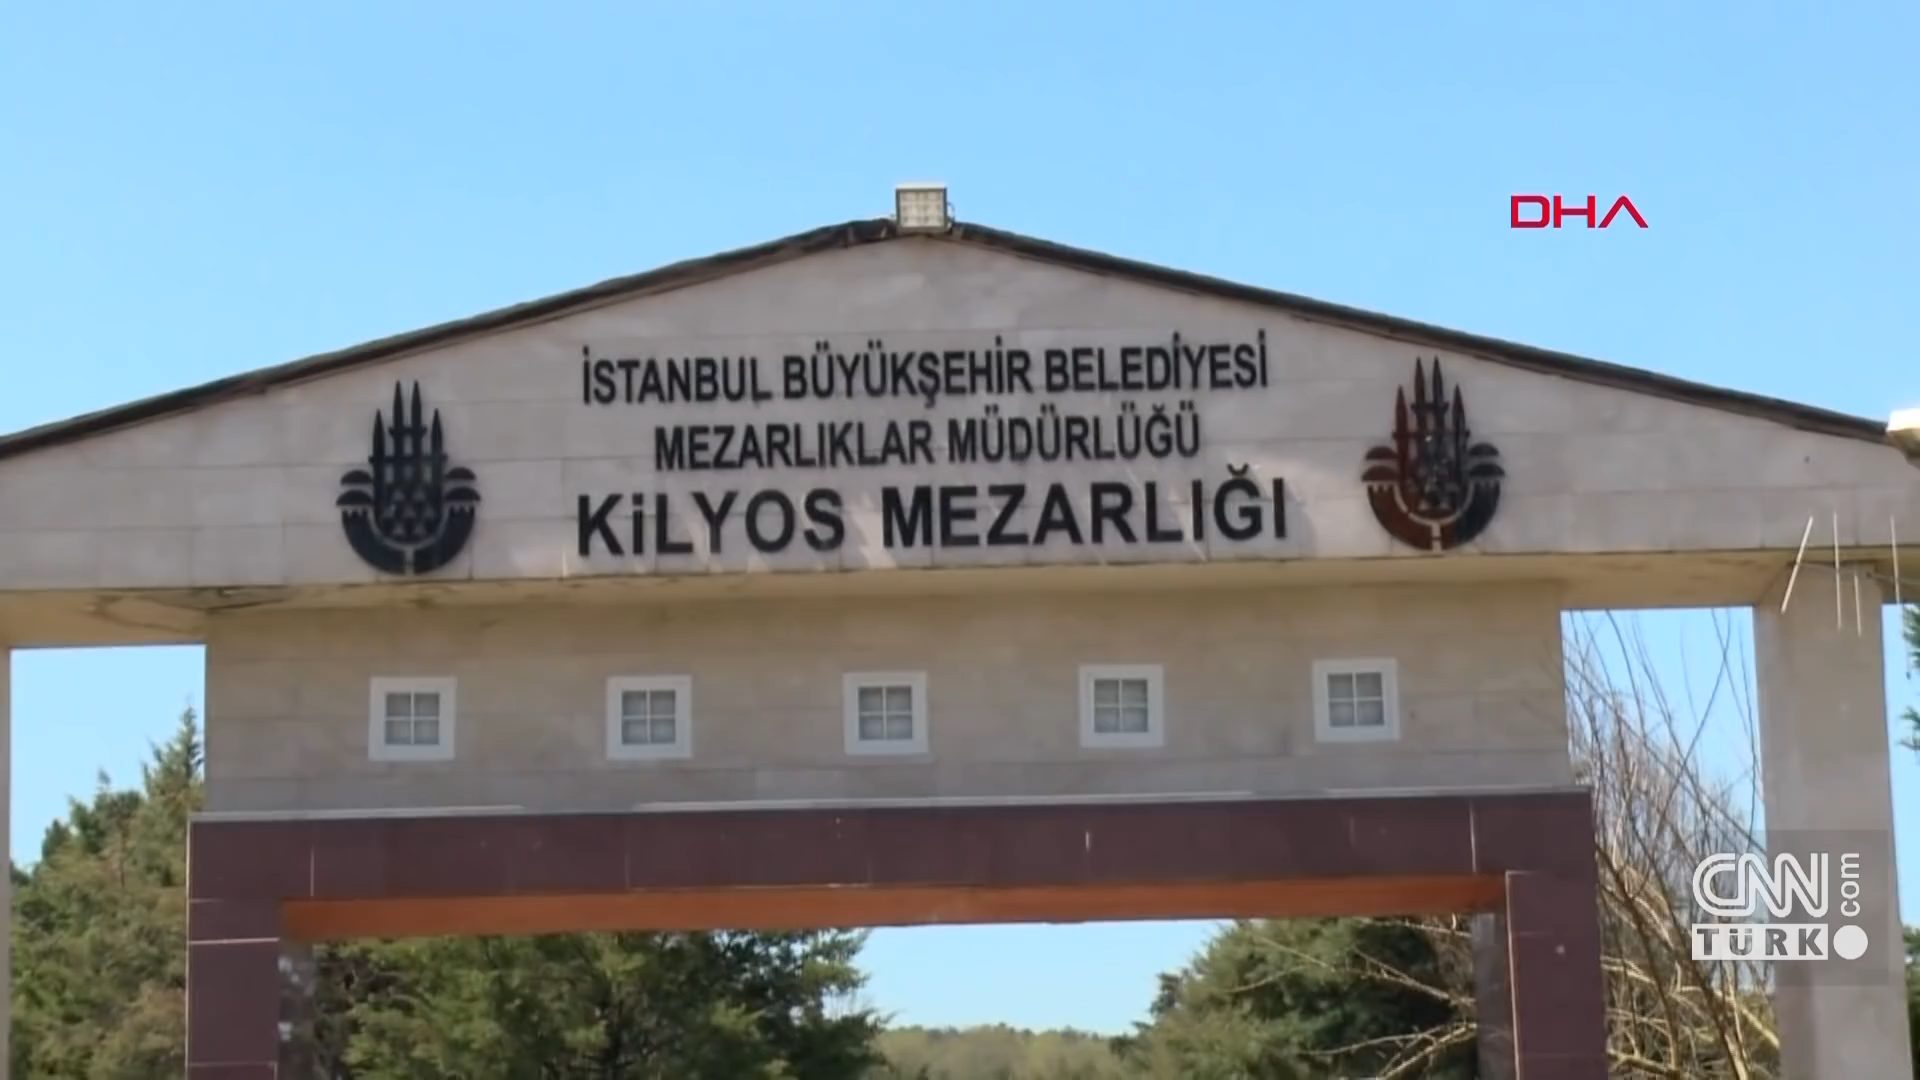 DHA
İSTANBUL BÜYÜKŞEHİR BELEDİYESİ
MEZARLIKLAR MÜDÜRLÜĞÜ
KiLYOS MEZARLIĞI
CNN
TÜRK
.com